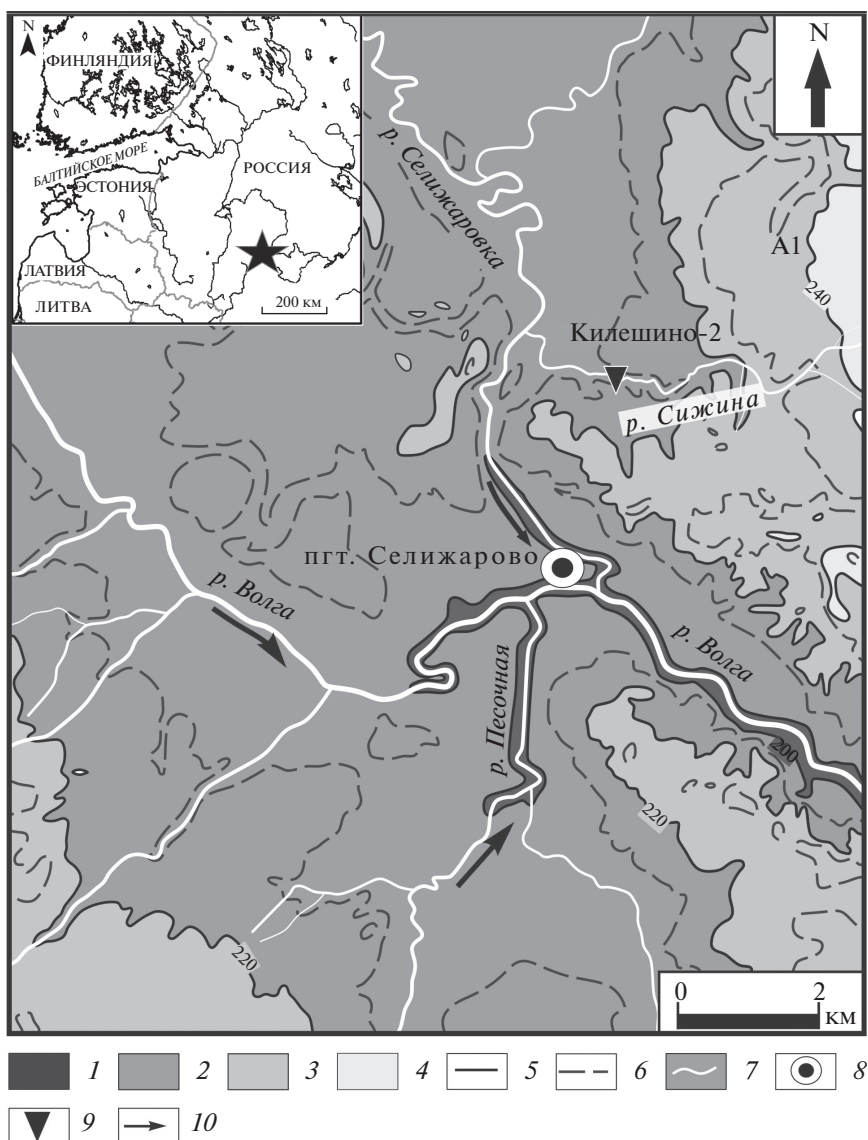 N
ФИНЛЯНДИЯ
БАЛТИЙСКОЕ МОРЕ
ЭСТОНИЯ
РОССИЯ
ЛАТВИЯ
ЛИТВА
200 км
N
р. Селижаровка
А1
240
Килешино-2
р. Сижина
пгт. Селижарово
р. Волга
р. Волга
р. Песочная
200
220
220
0 2
км
1 2 3 4 5 6 7 8
9 10